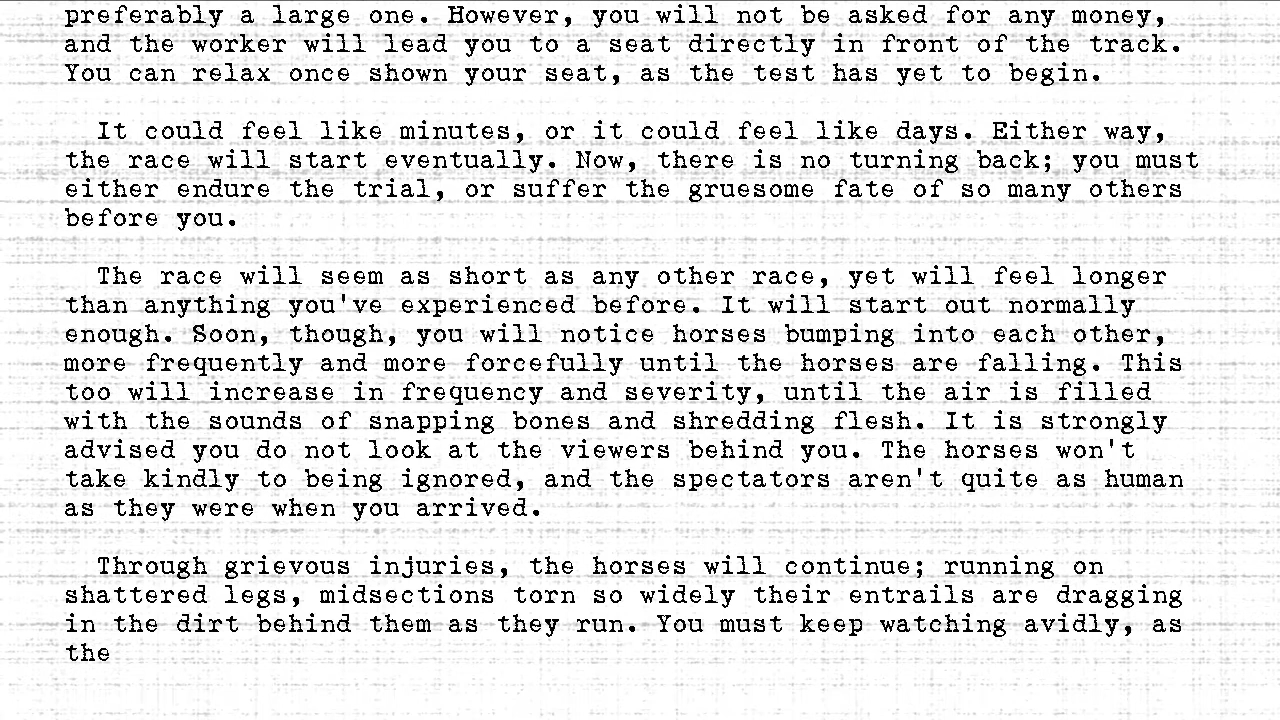 preferably a large one. However, you will not be asked for any money,
and the worker will lead you to a seat directly in front of the track.
You can relax once shown your seat, as the test has yet to begin.
It could feel like minutes, or it could feel like days. Either way,
the race will start eventually. Now, there is no turning back; you must
either endure the trial, or suffer the gruesome fate of so many others
before you.
The race will seem as short as any other race, yet will feel longer
than anything you've experienced before. It will start out normally
enough. Soon, though, you will notice horses bumping into each other,
more frequently and more forcefully until the horses are falling. This
too will increase in frequency and severity, until the air is filled
with the sounds of snapping bones and shredding flesh. It is strongly
advised you do not look at the viewers behind you. The horses won't
take kindly to being ignored, and the spectators aren't quite as human
as they were when you arrived.
Through grievous injuries, the horses will continue; running on
shattered legs, midsections torn so widely their entrails are dragging
in the dirt behind them as they run. You must keep watching avidly, as
the